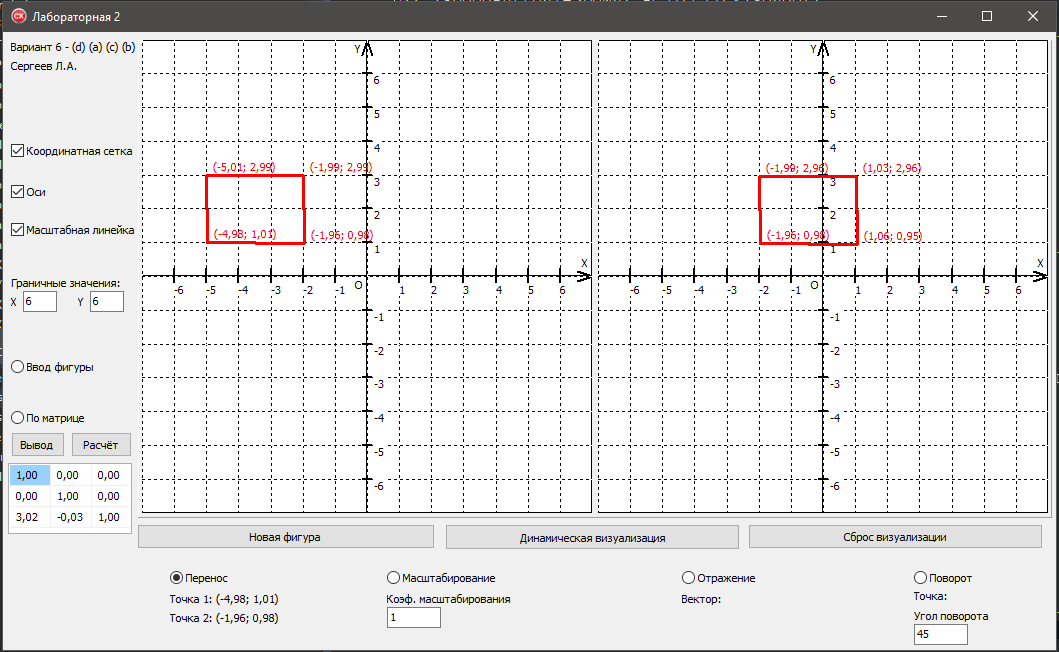 Лабораторная 2
Вариант 6 - (d) (a) (c) (b)
Сергеев Л.А.
Координатная сетка
Оси
Масштабная линейка
Граничные значения:
X 6 Y 6
Ввод фигуры
По матрице
Вывод Расчёт
1,00 0,00 0,00
0,00 1,00 0,00
3,02 -0,03 1,00
Y
6
5
4
(-5,01; 2,99) (-1,99; 2,99)
3
2
(-4,98; 1,01) (-1,96; 0,98)
1
X
O
-6 -5 -4 -3 -2 -1 1 2 3 4 5 6
-1
-2
-3
-4
-5
-6
Y
6
5
4
(-1,99; 2,96) (1,03; 2,96)
3
2
(-1,96; 0,98) (1,06; 0,95)
1
X
O
-6 -5 -4 -3 -2 -1 1 2 3 4 5 6
-1
-2
-3
-4
-5
-6
Новая фигура Динамическая визуализация Сброс визуализации
Перенос Масштабирование Отражение Поворот
Точка 1: (-4,98; 1,01) Коэф. масштабирования Вектор: Точка:
Точка 2: (-1,96; 0,98) 1 Угол поворота
45